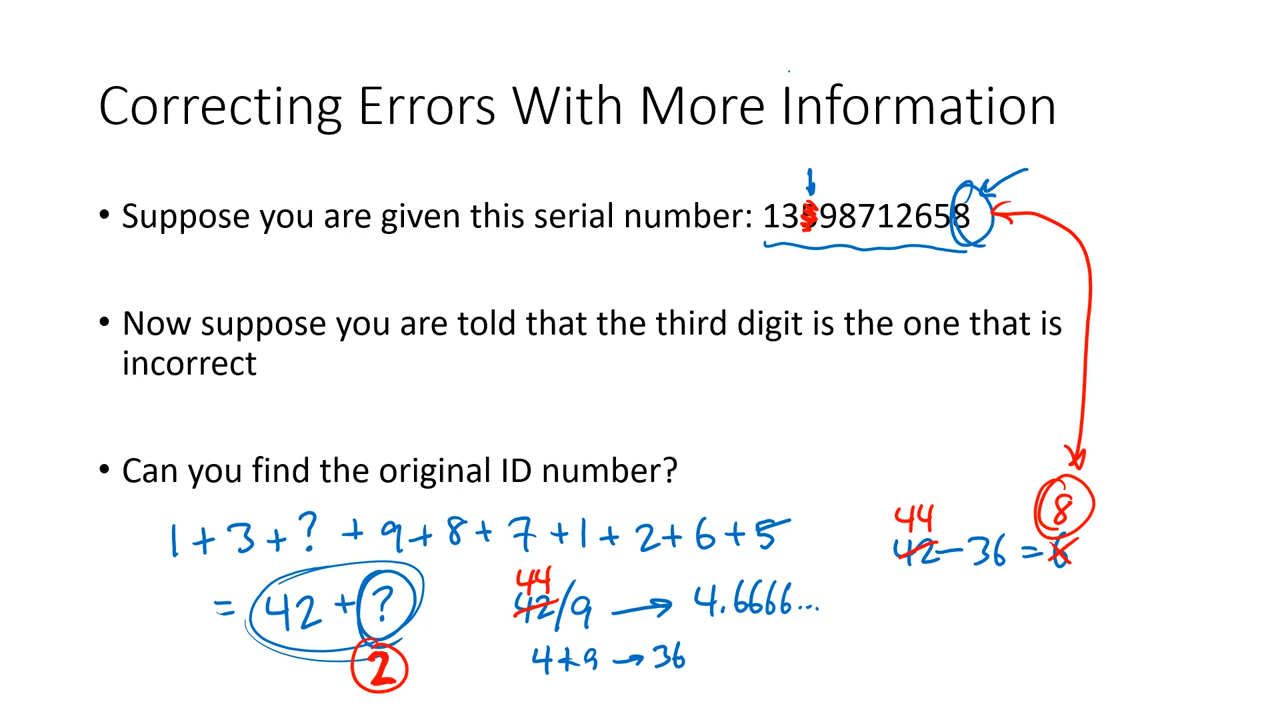 Correcting Errors With More Information
• Suppose you are given this serial number: 13598712658
• Now suppose you are told that the third digit is the one that is
incorrect
• Can you find the original ID number?
1 + 3 + ? + 9 + 8 + 7 + 1 + 2 + 6 + 5
= 42 + ?
2
44
42/9 → 4.6666...
4 * 9 → 36
44
42 - 36 = 6
8